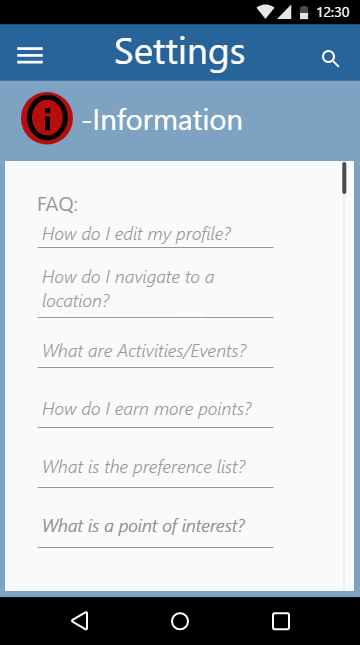 12:30
Settings
i -Information
FAQ:
How do I edit my profile?
How do I navigate to a
location?
What are Activities/Events?
How do I earn more points?
What is the preference list?
What is a point of interest?